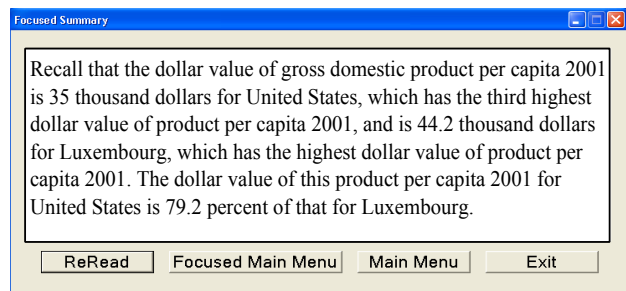 Focused Summary
Recall that the dollar value of gross domestic product per capita 2001
is 35 thousand dollars for United States, which has the third highest
dollar value of product per capita 2001, and is 44.2 thousand dollars
for Luxembourg, which has the highest dollar value of product per
capita 2001. The dollar value of this product per capita 2001 for
United States is 79.2 percent of that for Luxembourg.
ReRead Focused Main Menu Main Menu Exit